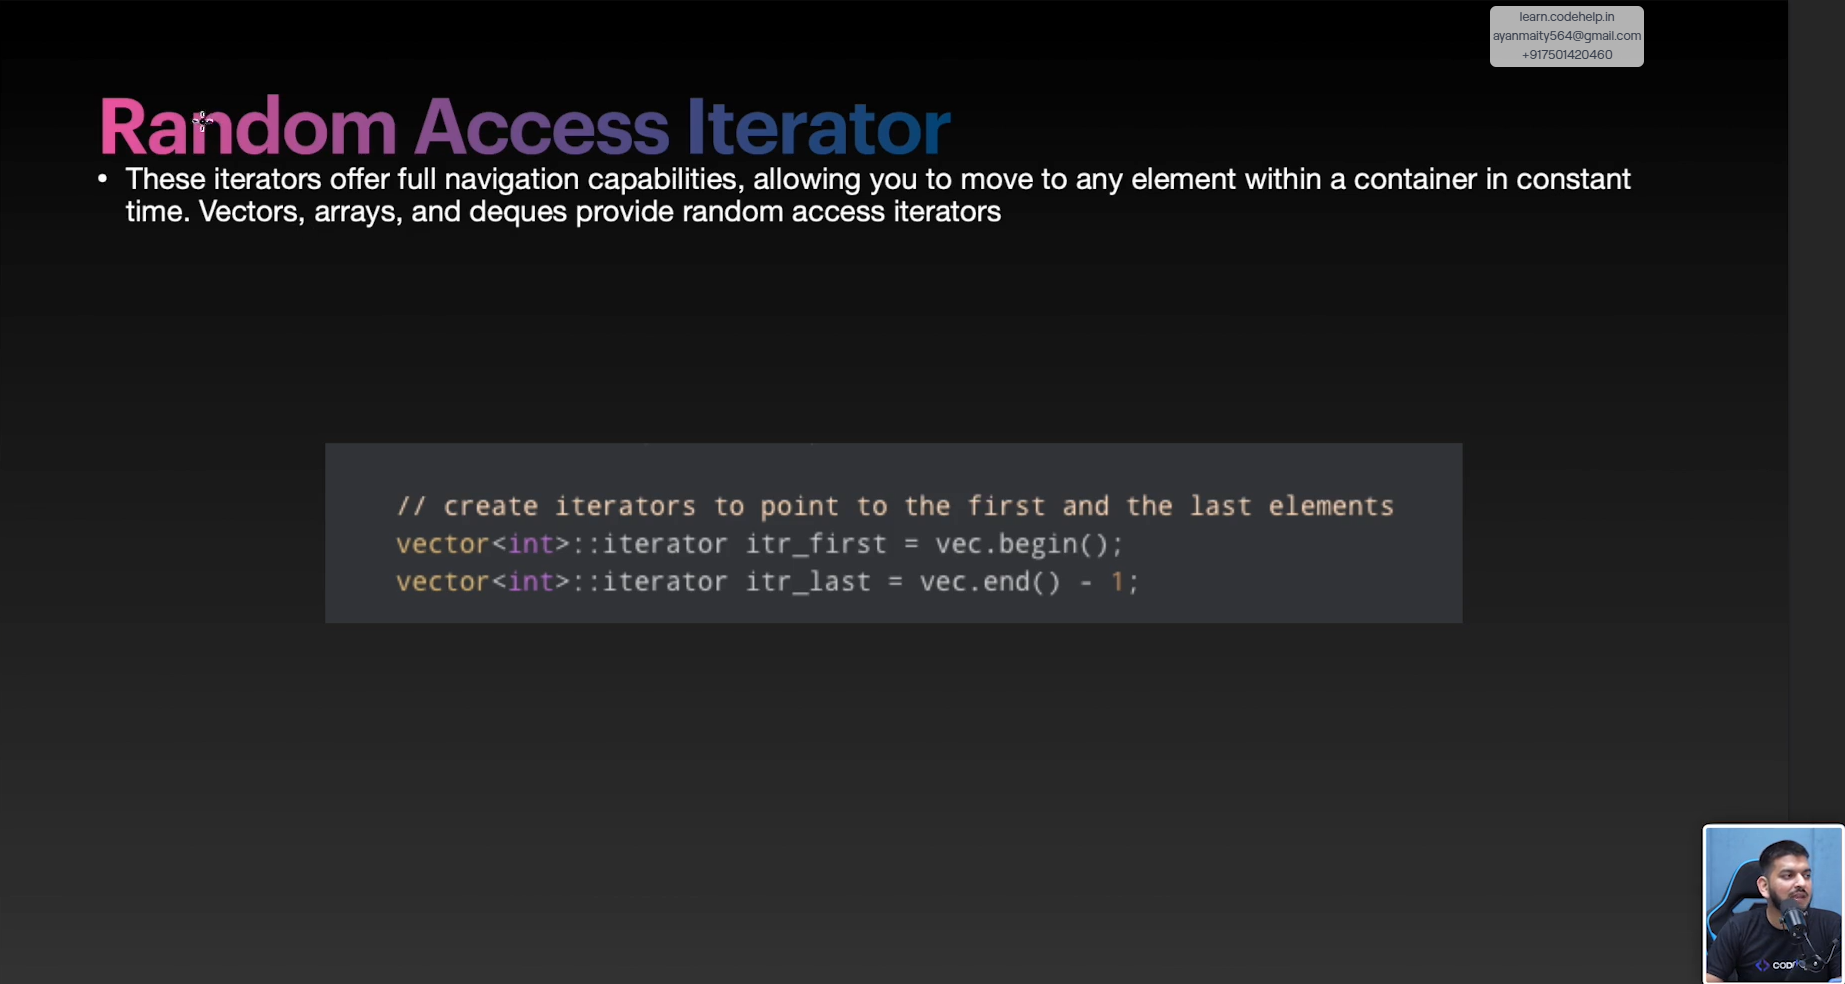 learn.codehelp.in
ayanmaity564@gmail.com
+917501420460
Random Access Iterator
• These iterators offer full navigation capabilities, allowing you to move to any element within a container in constant
time. Vectors, arrays, and deques provide random access iterators
// create iterators to point to the first and the last elements
vector<int>::iterator itr_first = vec.begin();
vector<int>::iterator itr_last = vec.end() - 1;